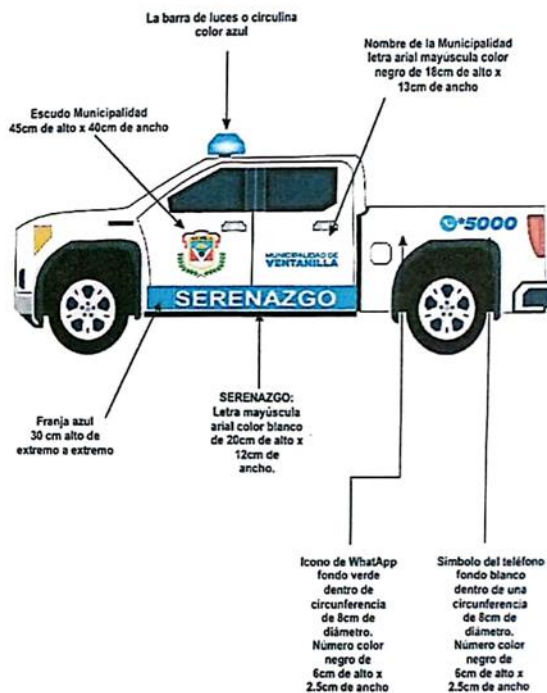 La barra de luces o circulina
color azul
Nombre de la Municipalidad
letra arial mayúscula color
negro de 18cm de alto x
13cm de ancho
Escudo Municipalidad
45cm de alto x 40cm de ancho
*5000
MUNICIPALIDAD DE
VENTANILLA
SERENAZGO
Franja azul
30 cm alto de
extremo a extremo
SERENAZGO:
Letra mayúscula
arial color blanco
de 20cm de alto x
12cm de
ancho.
Icono de WhatApp
fondo verde
dentro de
circunferencia
de 8cm de
diámetro.
Número color
negro de
6cm de alto x
2.5cm de ancho
Simbolo del teléfono
fondo blanco
dentro de una
circunferencia
de 8cm de
diámetro.
Número color
negro de
6cm de alto x
2.5cm de ancho